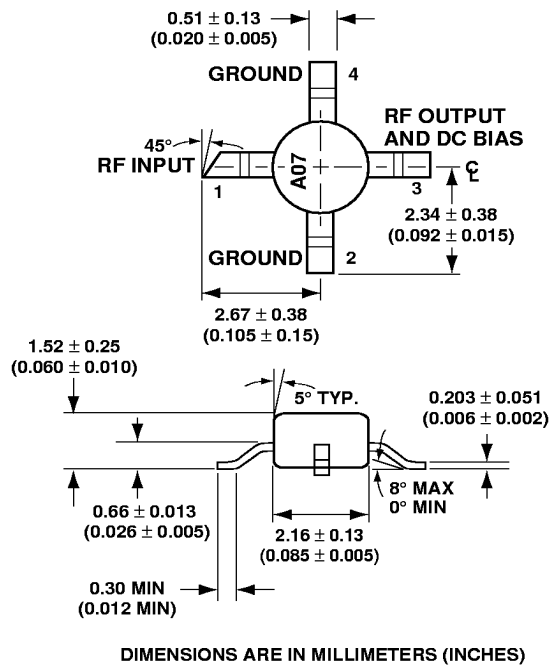 0.51 ± 0.13
(0.020 ± 0.005)
GROUND
4
RF OUTPUT
AND DC BIAS
45°
RF INPUT
A07
℄
1
3
2.34 ± 0.38
(0.092 ± 0.015)
GROUND
2
2.67 ± 0.38
(0.105 ± 0.15)
1.52 ± 0.25
(0.060 ± 0.010)
5° TYP.
0.203 ± 0.051
(0.006 ± 0.002)
8° MAX
0° MIN
0.66 ± 0.013
(0.026 ± 0.005)
2.16 ± 0.13
(0.085 ± 0.005)
0.30 MIN
(0.012 MIN)
DIMENSIONS ARE IN MILLIMETERS (INCHES)